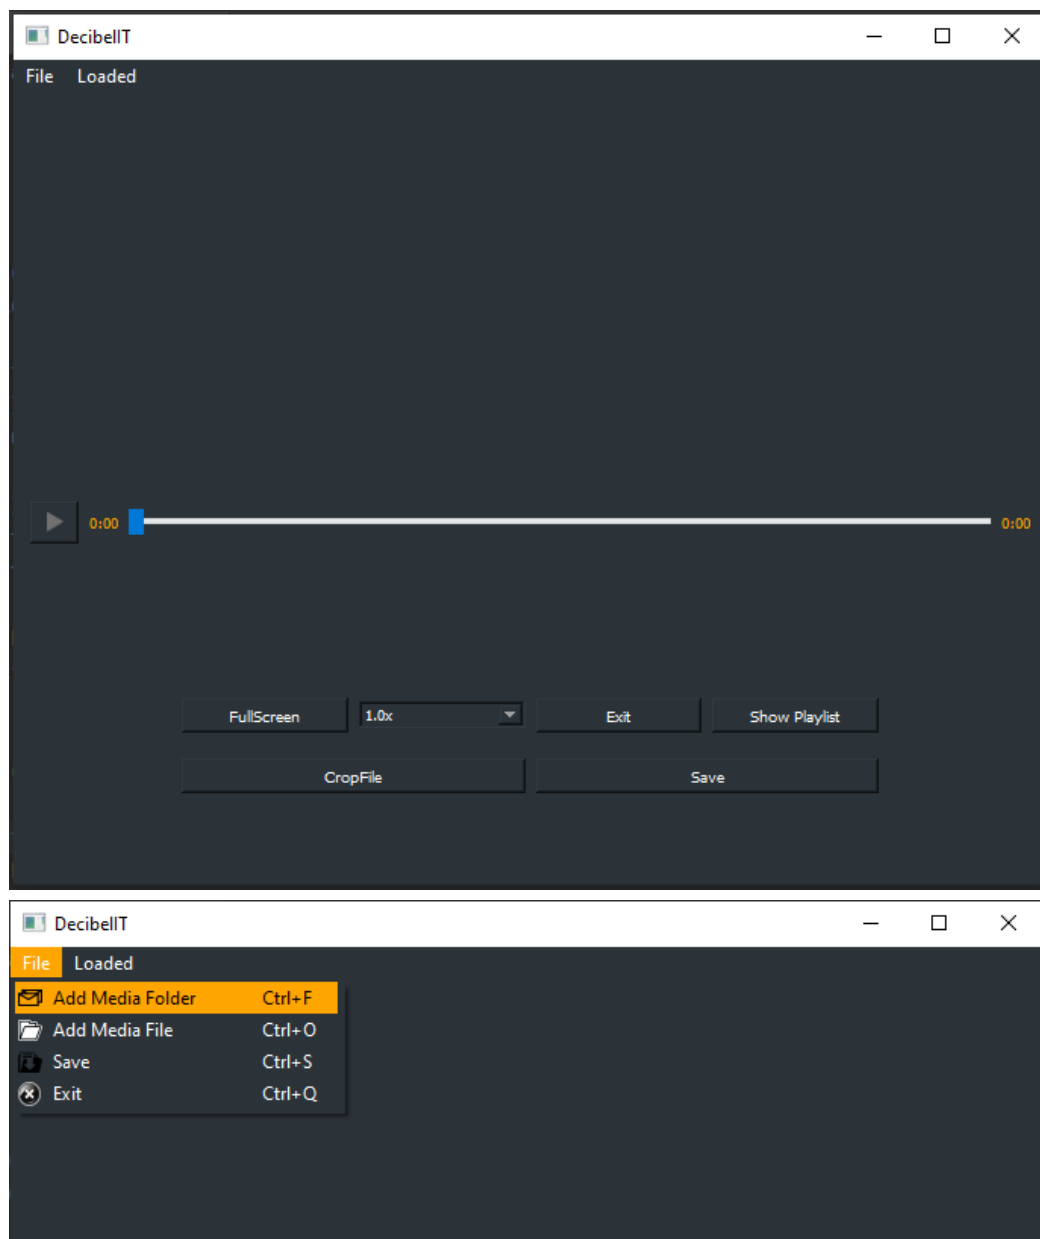 DecibelIT
File Loaded
0:00 0:00
FullScreen 1.0x Exit Show Playlist
CropFile Save
DecibelIT
File Loaded
Add Media Folder Ctrl+F
Add Media File Ctrl+O
Save Ctrl+S
Exit Ctrl+Q